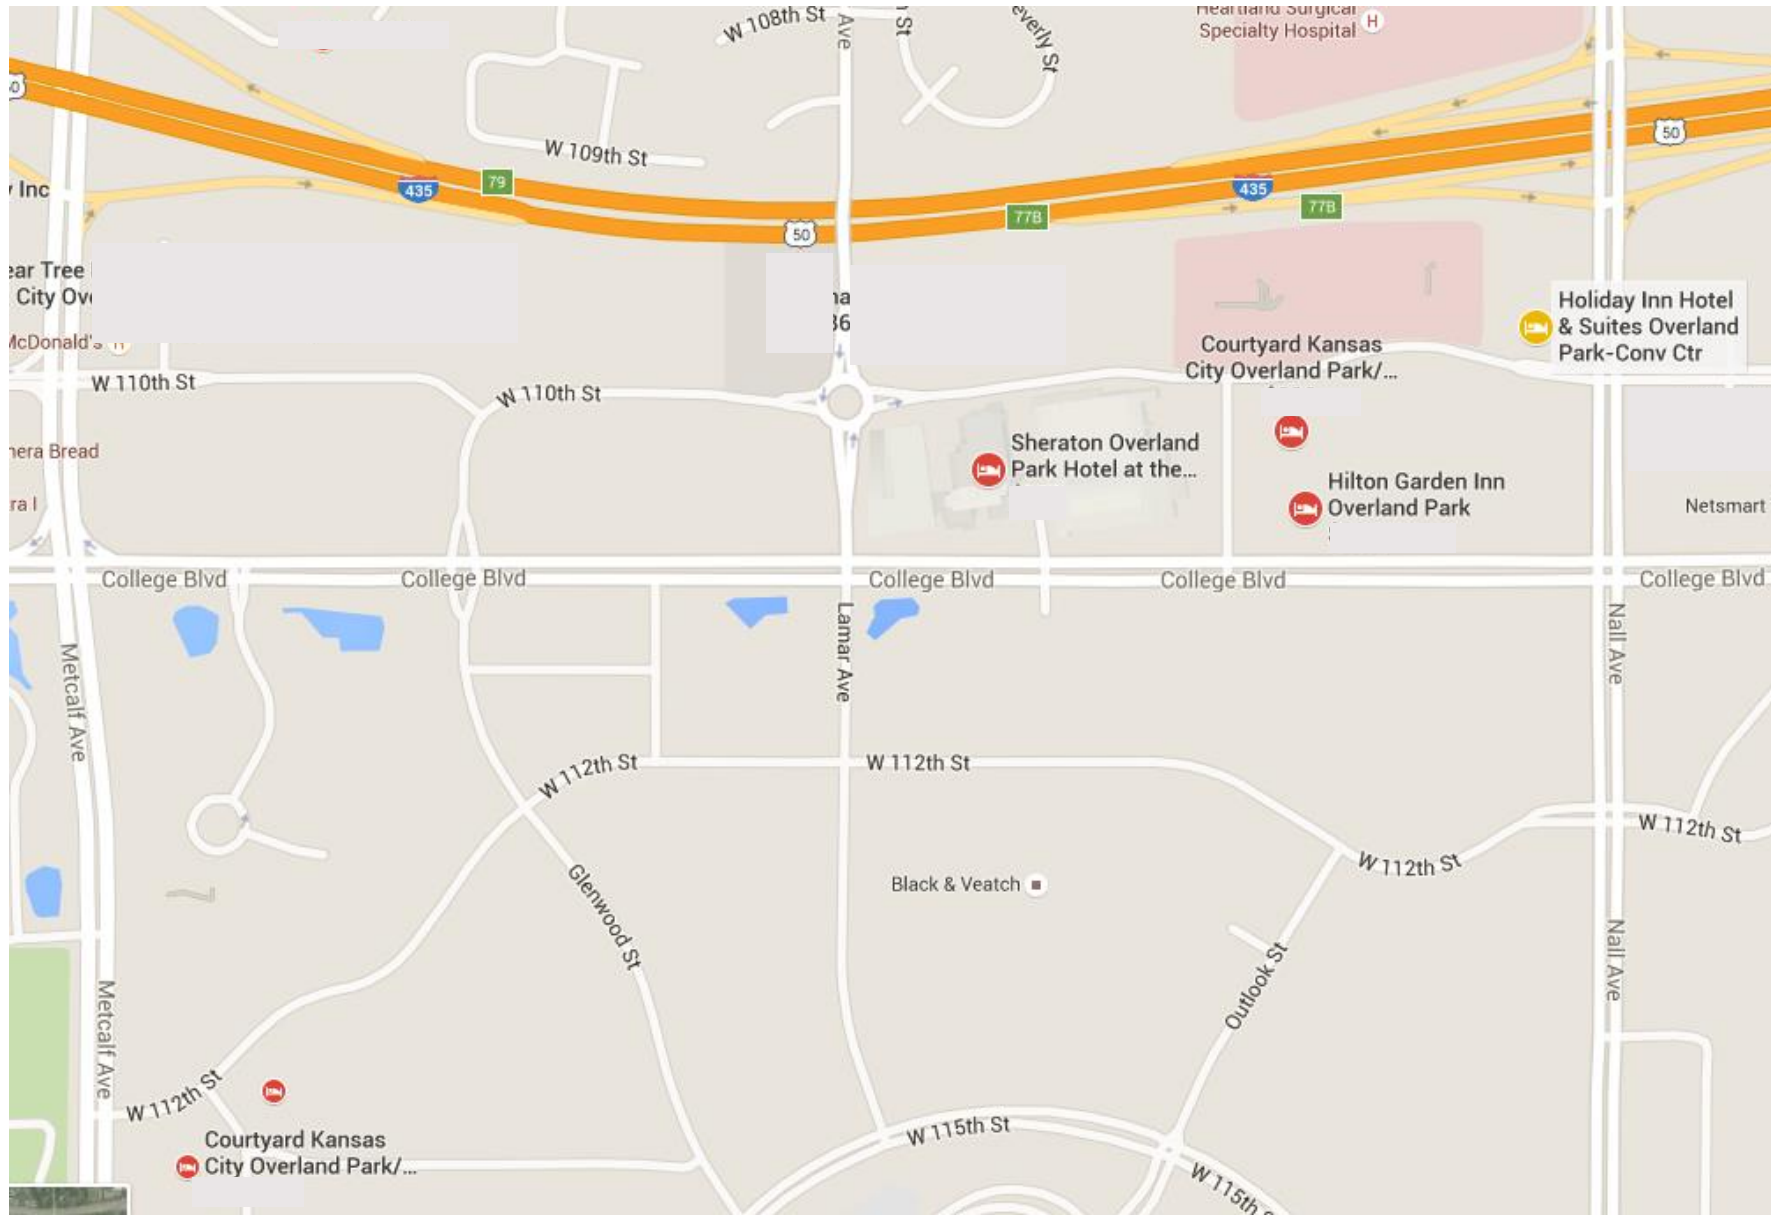 W 108th St
Ave
Heartland Surgical
Specialty Hospital
H
W 109th St
50
435
79
435
77B
77B
50
Inc
City
McDonald's
W 110th St
W 110th St
Holiday Inn Hotel
& Suites Overland
Park-Conv Ctr
Courtyard Kansas
City Overland Park/...
Sheraton Overland
Park Hotel at the...
Hilton Garden Inn
Overland Park
Netsmart
Bread
College Blvd
College Blvd
College Blvd
College Blvd
College Blvd
Metcalf Ave
Lamar Ave
Nall Ave
W 112th St
W 112th St
W 112th St
W 112th St
Black & Veatch
Glenwood St
Outlook St
Nall Ave
Metcalf Ave
W 112th St
Courtyard Kansas
City Overland Park/...
W 115th St
W 115th